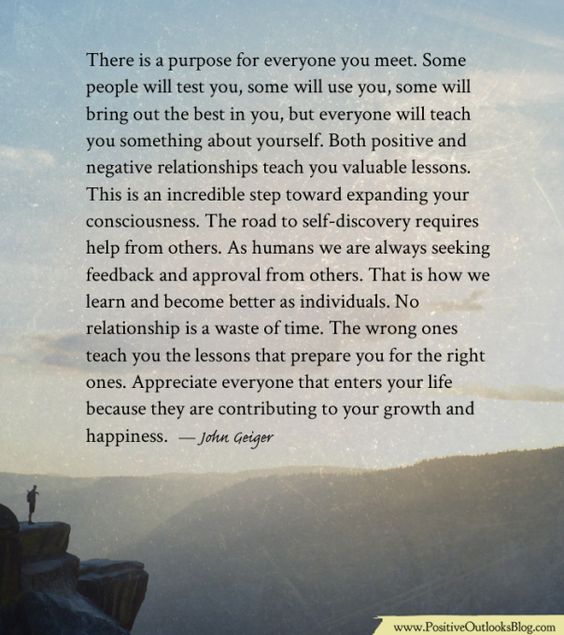 There is a purpose for everyone you meet. Some
people will test you, some will use you, some will
bring out the best in you, but everyone will teach
you something about yourself. Both positive and
negative relationships teach you valuable lessons.
This is an incredible step toward expanding your
consciousness. The road to self-discovery requires
help from others. As humans we are always seeking
feedback and approval from others. That is how we
learn and become better as individuals. No
relationship is a waste of time. The wrong ones
teach you the lessons that prepare you for the right
ones. Appreciate everyone that enters your life
because they are contributing to your growth and
happiness. — John Geiger
www.PositiveOutlooksBlog.com